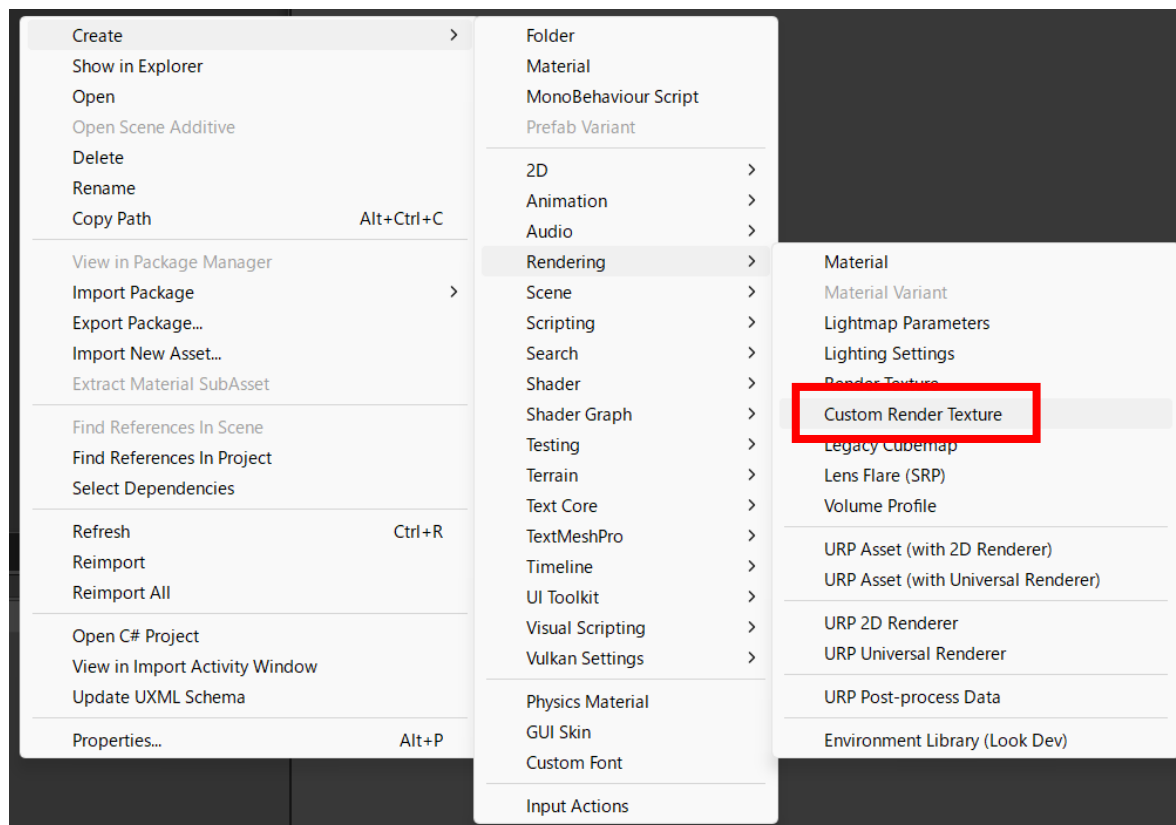 Create
Show in Explorer
Open
Open Scene Additive
Delete
Rename
Copy Path Alt+Ctrl+C
View in Package Manager
Import Package
Export Package...
Import New Asset...
Extract Material SubAsset
Find References In Scene
Find References In Project
Select Dependencies
Refresh Ctrl+R
Reimport
Reimport All
Open C# Project
View in Import Activity Window
Update UXML Schema
Properties... Alt+P
Folder
Material
MonoBehaviour Script
Prefab Variant
2D
Animation
Audio
Rendering
Scene
Scripting
Search
Shader
Shader Graph
Testing
Terrain
Text Core
TextMeshPro
Timeline
UI Toolkit
Visual Scripting
Vulkan Settings
Physics Material
GUI Skin
Custom Font
Input Actions
Material
Material Variant
Lightmap Parameters
Lighting Settings
Render Texture
Custom Render Texture
Legacy Cubemap
Lens Flare (SRP)
Volume Profile
URP Asset (with 2D Renderer)
URP Asset (with Universal Renderer)
URP 2D Renderer
URP Universal Renderer
URP Post-process Data
Environment Library (Look Dev)